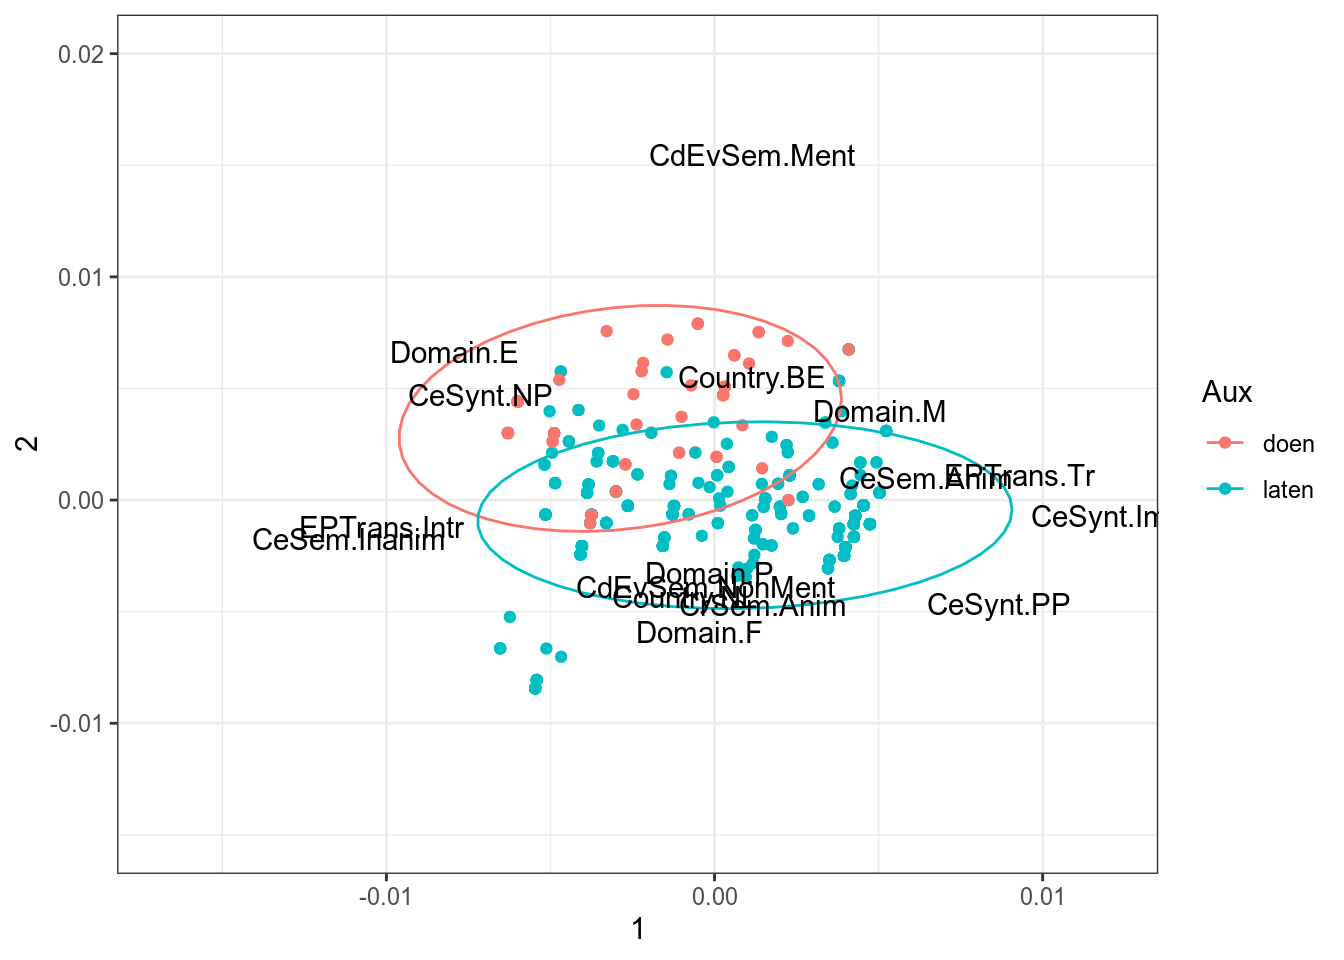 0.02
CdEvSem.Ment
0.01
Domain.E
CeSynt.NP
Country.BE
Domain.M
Aux
doen
laten
2
0.00
CeSem.Anim
EPTrans.Tr
CeSynt.Im
EPTrans.Intr
CeSem.Inanim
Domain.P
CdEvSem.NonMent
Country.NL
CrSem.Anim
CeSynt.PP
Domain.F
-0.01
-0.01
0.00
0.01
1